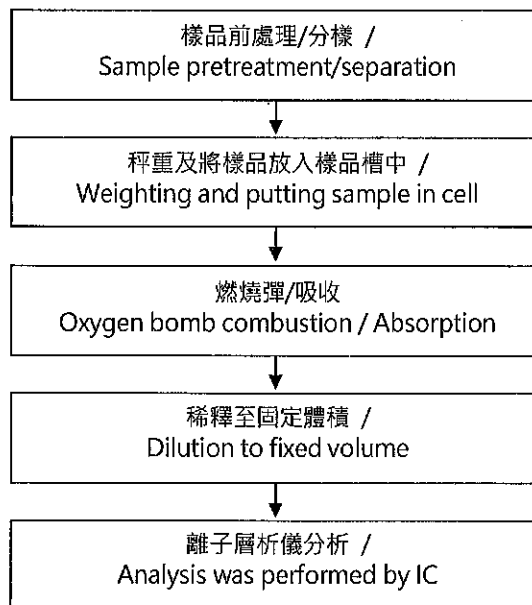 樣品前處理/分樣 /
Sample pretreatment/separation
秤重及將樣品放入樣品槽中 /
Weighting and putting sample in cell
燃燒彈/吸收
Oxygen bomb combustion / Absorption
稀釋至固定體積 /
Dilution to fixed volume
離子層析儀分析 /
Analysis was performed by IC